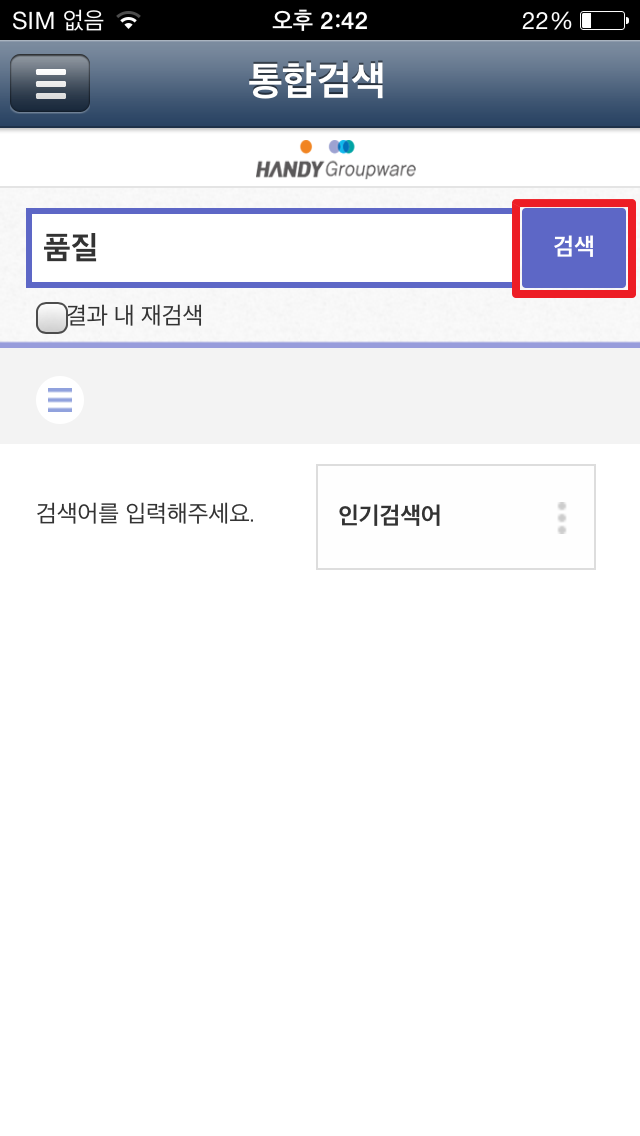 SIM 없음 오후 2:42 22%
통합검색
HANDY Groupware
품질 검색
결과 내 재검색
검색어를 입력해주세요. 인기검색어